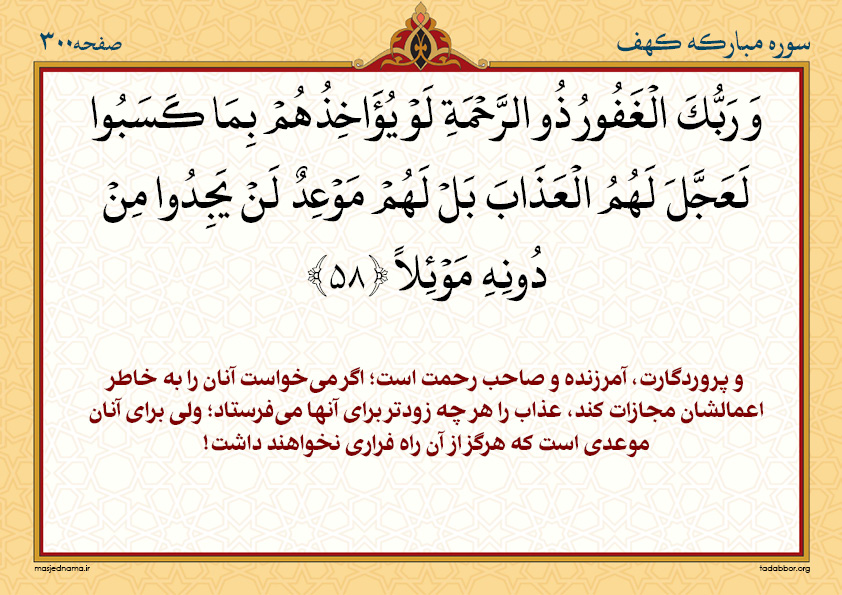 سوره مبارکه کهف
صفحه۳۰۰
وَ رَبُّكَ الْغَفُورُ ذُو الرَّحْمَةِ لَوْ يُؤَاخِذُهُمْ بِمَا كَسَبُوا
لَعَجَّلَ لَهُمُ الْعَذَابَ بَلْ لَهُمْ مَوْعِدٌ لَنْ يَجِدُوا مِنْ
دُونِهِ مَوْئِلاً ﴿۵۸﴾
و پروردگارت، آمرزنده و صاحب رحمت است؛ اگر می‌خواست آنان را به خاطر
اعمالشان مجازات کند، عذاب را هر چه زودتر برای آنها می‌فرستاد؛ ولی برای آنان
موعدی است که هرگز از آن راه فراری نخواهند داشت!
masjednama.ir
tadabbor.org